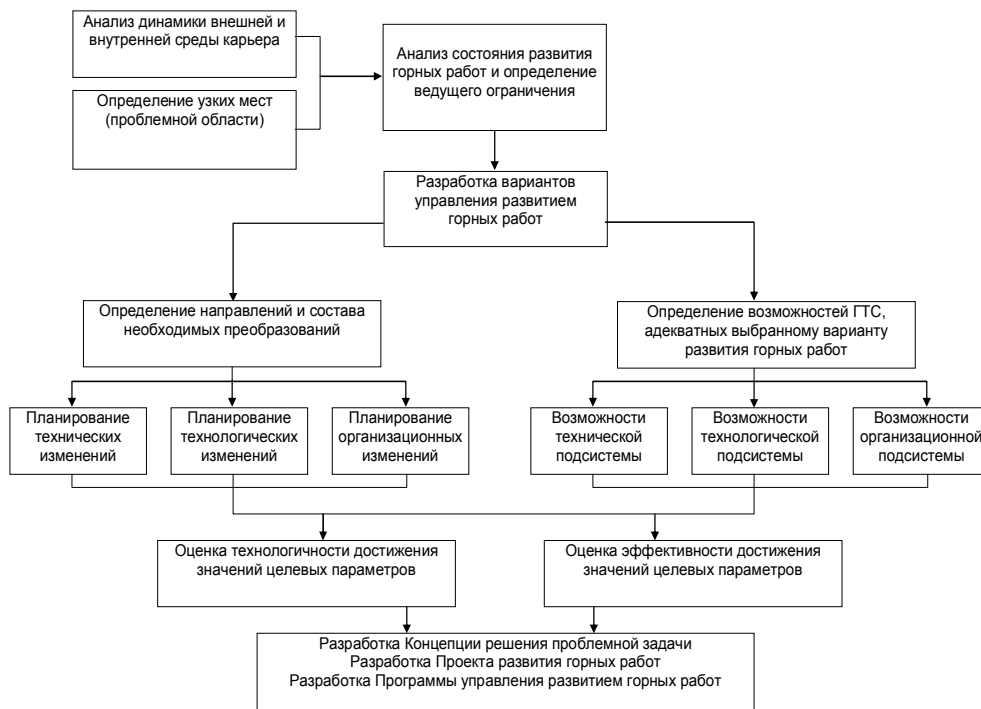 Анализ динамики внешней и
внутренней среды карьера
Определение узких мест
(проблемной области)
Анализ состояния развития
горных работ и определение
ведущего ограничения
Разработка вариантов
управления развитием
горных работ
Определение направлений и состава
необходимых преобразований
Определение возможностей ГТС,
адекватных выбранному варианту
развития горных работ
Планирование
технических
изменений
Планирование
технологических
изменений
Планирование
организационных
изменений
Возможности
технической
подсистемы
Возможности
технологической
подсистемы
Возможности
организационной
подсистемы
Оценка технологичности достижения
значений целевых параметров
Оценка эффективности достижения
значений целевых параметров
Разработка Концепции решения проблемной задачи
Разработка Проекта развития горных работ
Разработка Программы управления развитием горных работ